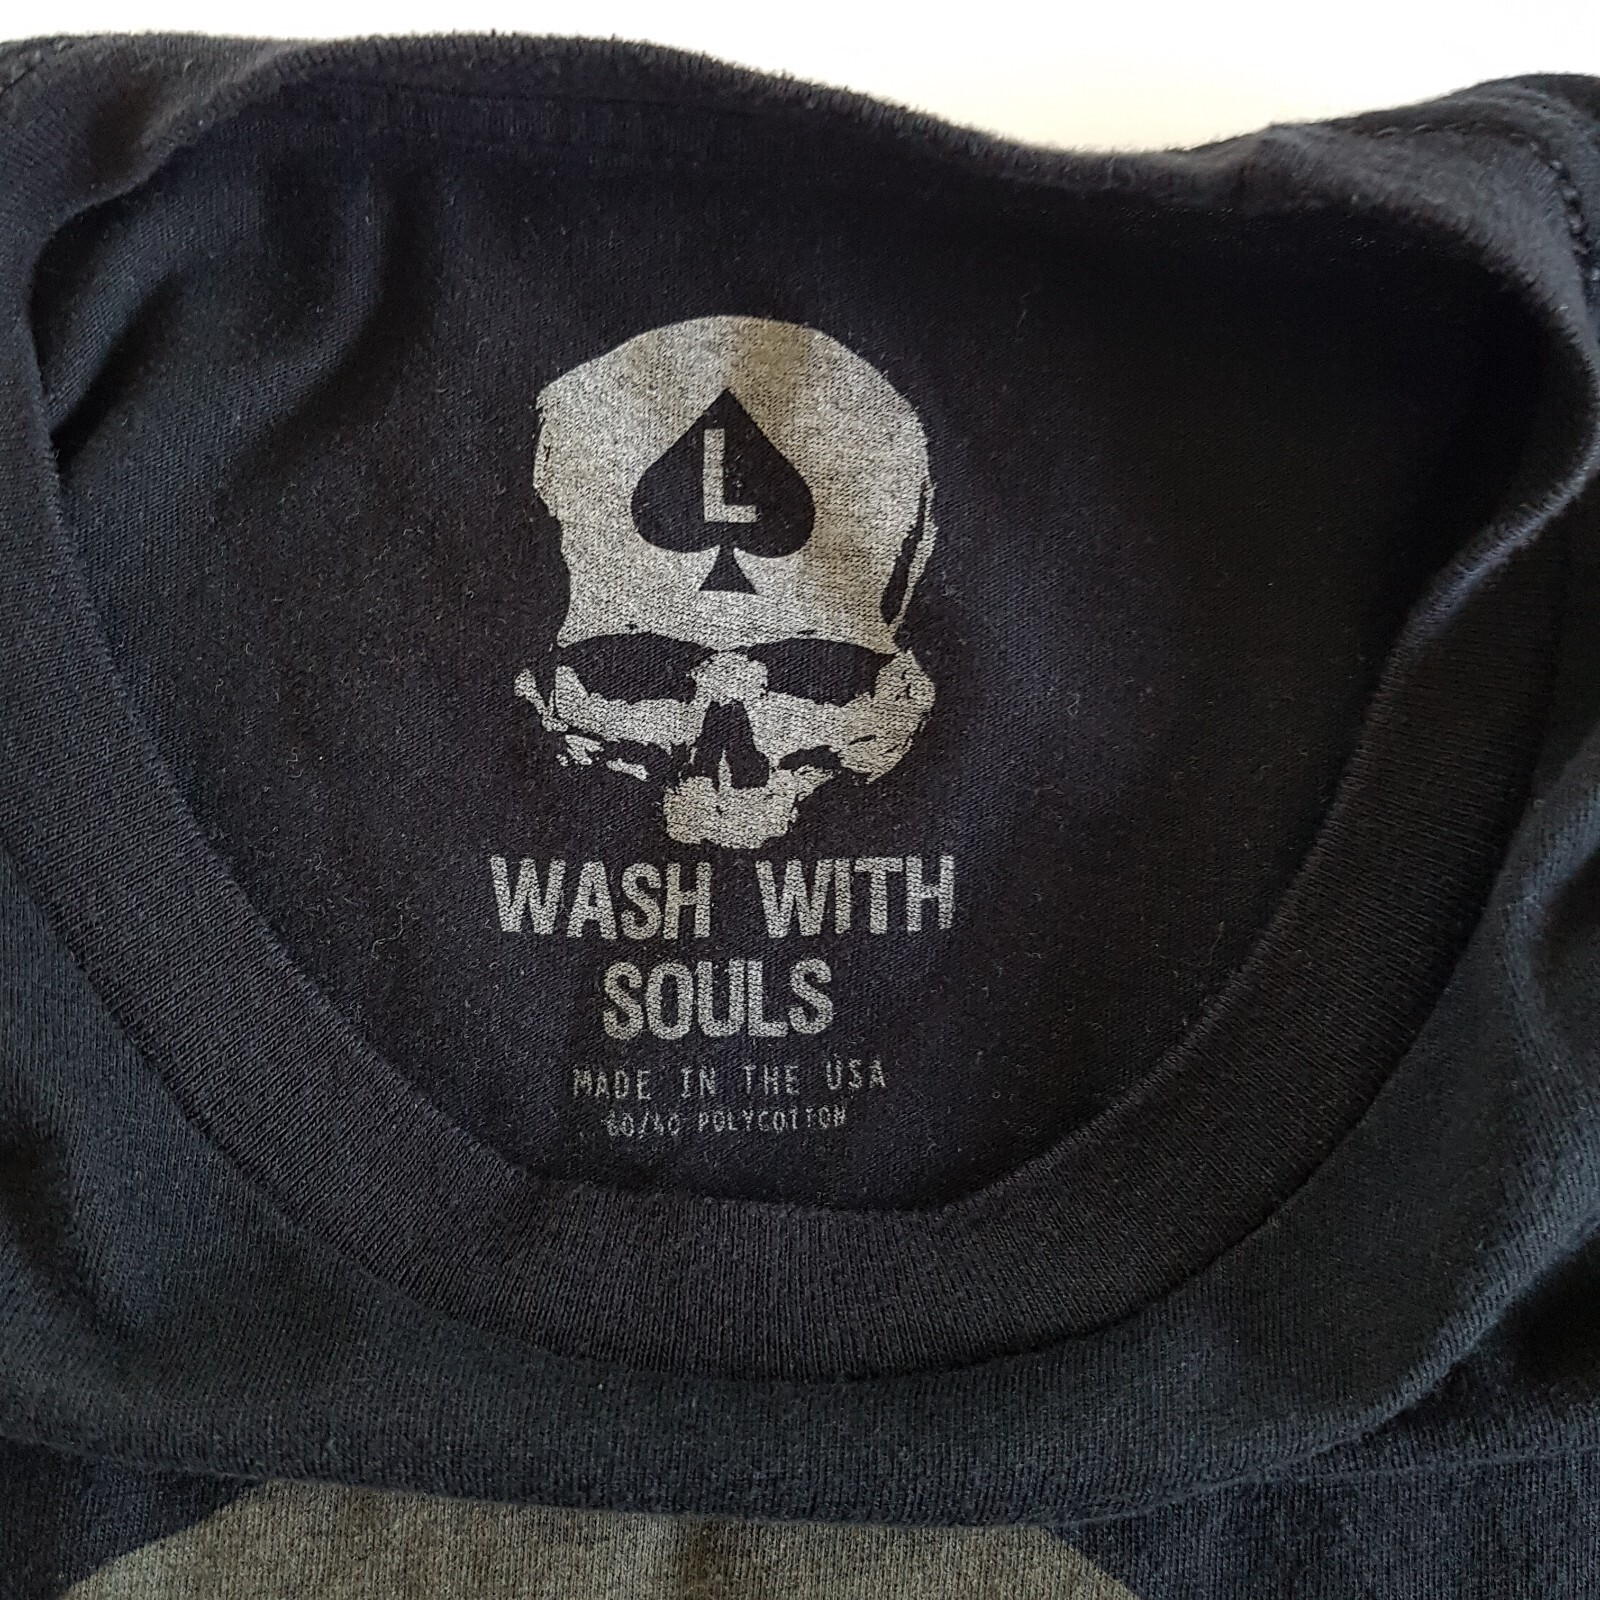 L
WASH WITH
SOULS
MADE IN THE USA
60/40 POLYCOTTON